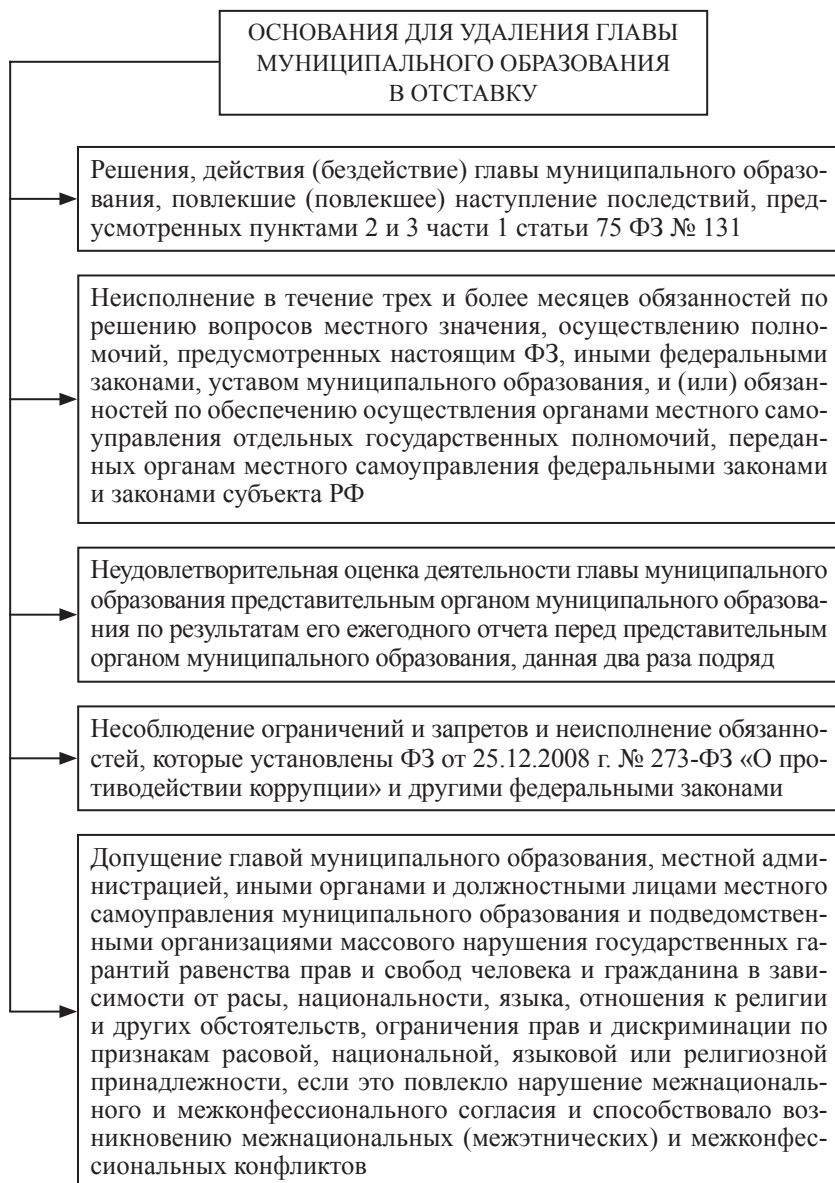 ОСНОВАНИЯ ДЛЯ УДАЛЕНИЯ ГЛАВЫ
МУНИЦИПАЛЬНОГО ОБРАЗОВАНИЯ
В ОТСТАВКУ
Решения, действия (бездействие) главы муниципального образо-
вания, повлекшие (повлекшее) наступление последствий, пред-
усмотренных пунктами 2 и 3 части 1 статьи 75 ФЗ № 131
Неисполнение в течение трех и более месяцев обязанностей по
решению вопросов местного значения, осуществлению полно-
мочий, предусмотренных настоящим ФЗ, иными федеральными
законами, уставом муниципального образования, и (или) обязан-
ностей по обеспечению осуществления органами местного само-
управления отдельных государственных полномочий, передан-
ных органам местного самоуправления федеральными законами
и законами субъекта РФ
Неудовлетворительная оценка деятельности главы муниципального
образования представительным органом муниципального образова-
ния по результатам его ежегодного отчета перед представительным
органом муниципального образования, данная два раза подряд
Несоблюдение ограничений и запретов и неисполнение обязанно-
стей, которые установлены ФЗ от 25.12.2008 г. № 273-ФЗ «О про-
тиводействии коррупции» и другими федеральными законами
Допущение главой муниципального образования, местной адми-
нистрацией, иными органами и должностными лицами местного
самоуправления муниципального образования и подведомствен-
ными организациями массового нарушения государственных га-
рантий равенства прав и свобод человека и гражданина в зави-
симости от расы, национальности, языка, отношения к религии
и других обстоятельств, ограничения прав и дискриминации по
признакам расовой, национальной, языковой или религиозной
принадлежности, если это повлекло нарушение межнациональ-
ного и межконфессионального согласия и способствовало воз-
никновению межнациональных (межэтнических) и межконфес-
сиональных конфликтов